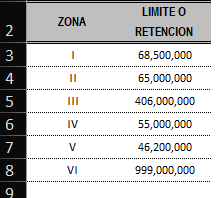 2 ZONA LIMITE O RETENCION
3 I 68,500,000
4 II 65,000,000
5 III 406,000,000
6 IV 55,000,000
7 V 46,200,000
8 VI 999,000,000
9